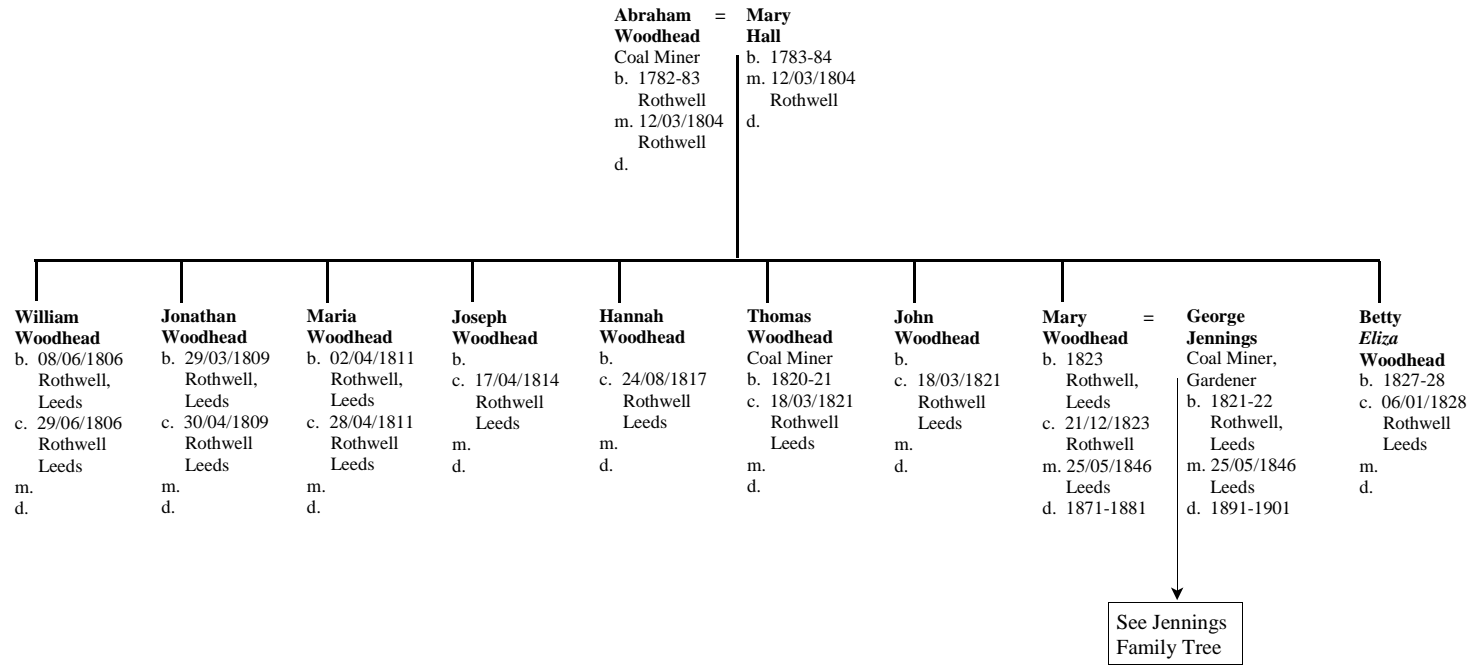 Abraham =
Woodhead
Coal Miner
b. 1782-83
Rothwell
m. 12/03/1804
Rothwell
d.
Mary
Hall
b. 1783-84
m. 12/03/1804
Rothwell
d.
William
Woodhead
b. 08/06/1806
Rothwell,
Leeds
c. 29/06/1806
Rothwell
Leeds
m.
d.
Jonathan
Woodhead
b. 29/03/1809
Rothwell,
Leeds
c. 30/04/1809
Rothwell
Leeds
m.
d.
Maria
Woodhead
b. 02/04/1811
Rothwell,
Leeds
c. 28/04/1811
Rothwell
Leeds
m.
d.
Joseph
Woodhead
b.
c. 17/04/1814
Rothwell
Leeds
m.
d.
Hannah
Woodhead
b.
c. 24/08/1817
Rothwell
Leeds
m.
d.
Thomas
Woodhead
Coal Miner
b. 1820-21
c. 18/03/1821
Rothwell
Leeds
m.
d.
John
Woodhead
b.
c. 18/03/1821
Rothwell
Leeds
m.
d.
Mary =
Woodhead
b. 1823
Rothwell,
Leeds
c. 21/12/1823
Rothwell
m. 25/05/1846
Leeds
d. 1871-1881
George
Jennings
Coal Miner,
Gardener
b. 1821-22
Rothwell,
Leeds
m. 25/05/1846
Leeds
d. 1891-1901
Betty
Eliza
Woodhead
b. 1827-28
c. 06/01/1828
Rothwell
Leeds
m.
d.
See Jennings
Family Tree